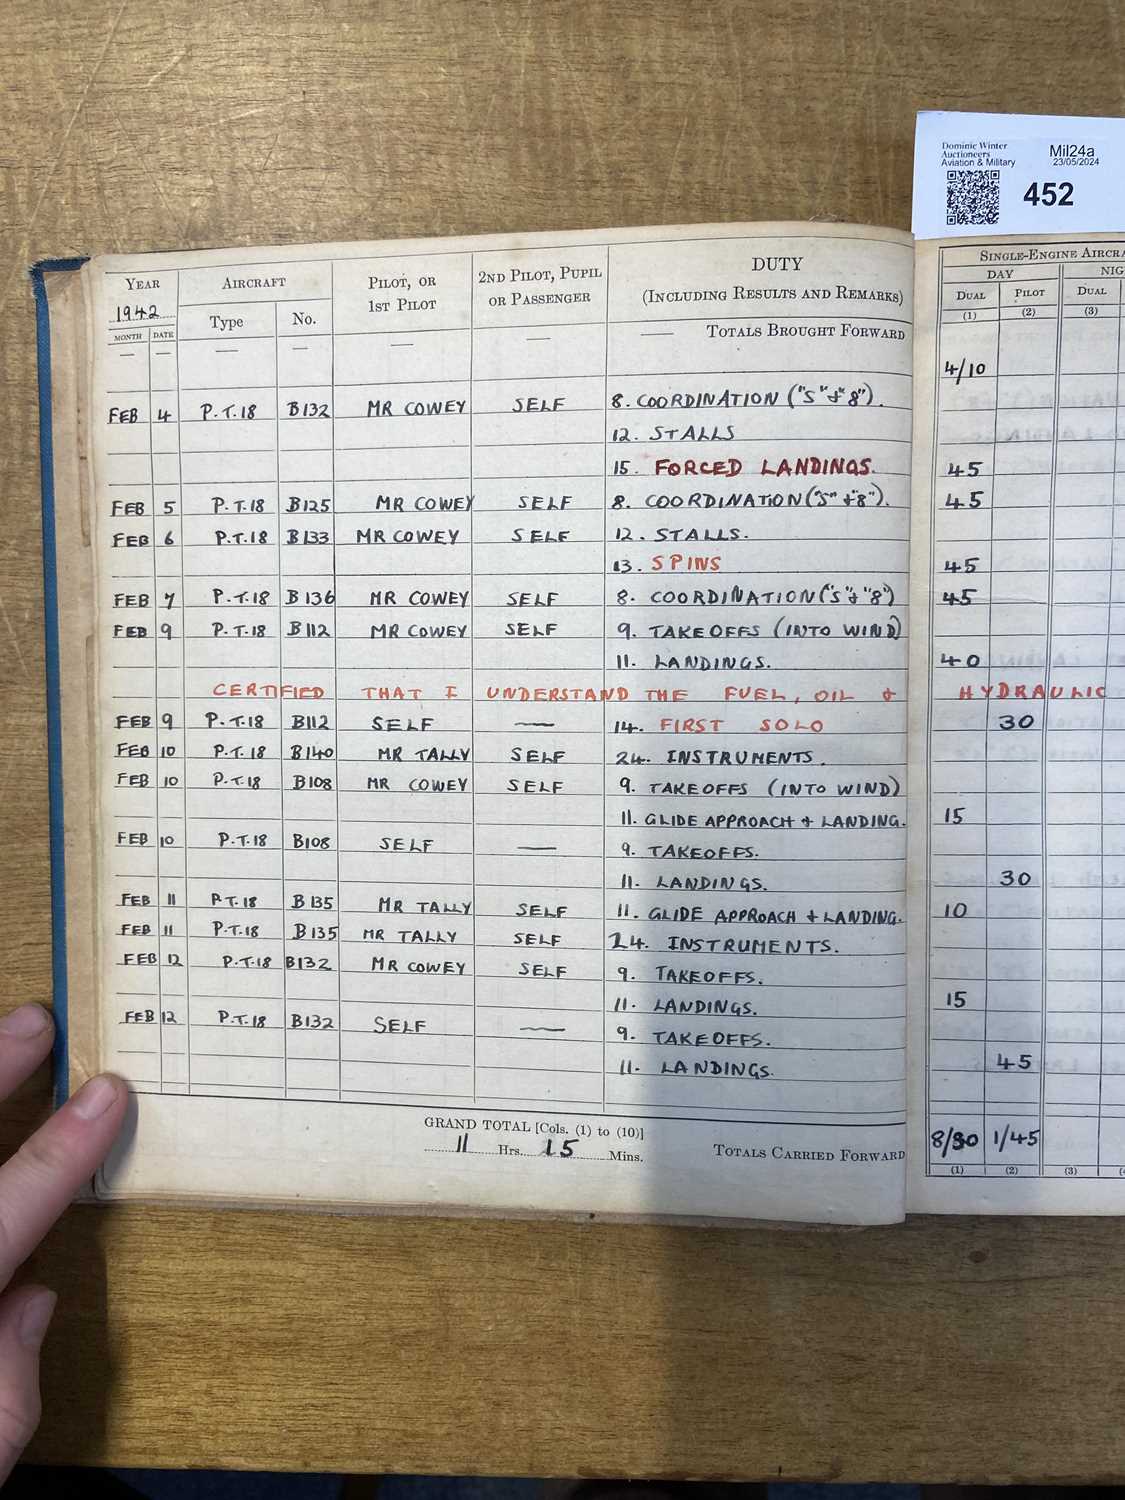 Dominic Winter
Auctioneers
Aviation & Military
Mil24a
23/05/2024
452
YEAR AIRCRAFT PILOT, OR 1ST PILOT 2ND PILOT, PUPIL OR PASSENGER DUTY (INCLUDING RESULTS AND REMARKS) SINGLE-ENGINE AIRCRA
1942 Type No. DAY NIG
MONTH DATE DUAL PILOT DUAL
(1) (2) (3)
— — — — — — — — TOTALS BROUGHT FORWARD 4/10
FEB 4 P.T.18 B132 MR COWEY SELF 8. COORDINATION ("S"+"8").
12. STALLS
15. FORCED LANDINGS. 45
FEB 5 P.T.18 B125 MR COWEY SELF 8. COORDINATION ("S"+"8"). 45
FEB 6 P.T.18 B133 MR COWEY SELF 12. STALLS.
13. SPINS 45
FEB 7 P.T.18 B136 MR COWEY SELF 8. COORDINATION ("S"+"8") 45
FEB 9 P.T.18 B112 MR COWEY SELF 9. TAKEOFFS (INTO WIND)
11. LANDINGS. 40
CERTIFIED THAT I UNDERSTAND THE FUEL, OIL + HYDRAULIC
FEB 9 P.T.18 B112 SELF — 14. FIRST SOLO 30
FEB 10 P.T.18 B140 MR TALLY SELF 24. INSTRUMENTS.
FEB 10 P.T.18 B108 MR COWEY SELF 9. TAKEOFFS (INTO WIND)
11. GLIDE APPROACH + LANDING. 15
FEB 10 P.T.18 B108 SELF — 9. TAKEOFFS.
11. LANDINGS. 30
FEB 11 P.T.18 B135 MR TALLY SELF 11. GLIDE APPROACH + LANDING. 10
FEB 11 P.T.18 B135 MR TALLY SELF 24. INSTRUMENTS.
FEB 12 P.T.18 B132 MR COWEY SELF 9. TAKEOFFS.
11. LANDINGS. 15
FEB 12 P.T.18 B132 SELF — 9. TAKEOFFS.
11. LANDINGS. 45
GRAND TOTAL [Cols. (1) to (10)]
11 Hrs. 15 Mins. TOTALS CARRIED FORWARD 8/30 1/45
(1) (2) (3) (4